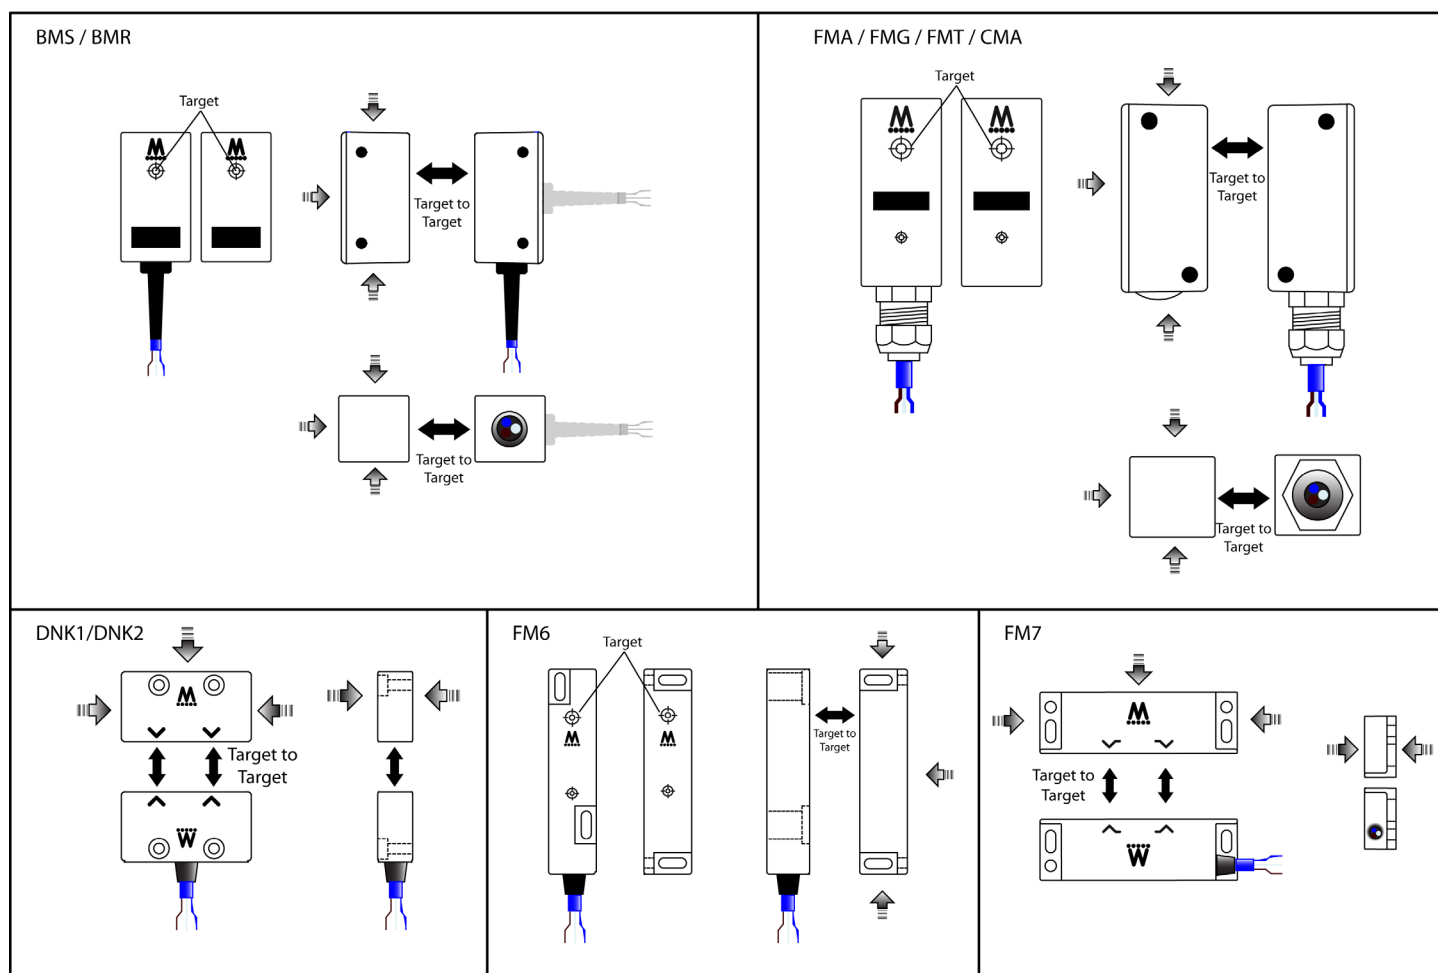 BMS / BMR
Target
Target to
Target
Target to
Target
FMA / FMG / FMT / CMA
Target
Target to
Target
Target to
Target
DNK1/DNK2
Target to
Target
FM6
Target
Target to
Target
FM7
Target to
Target